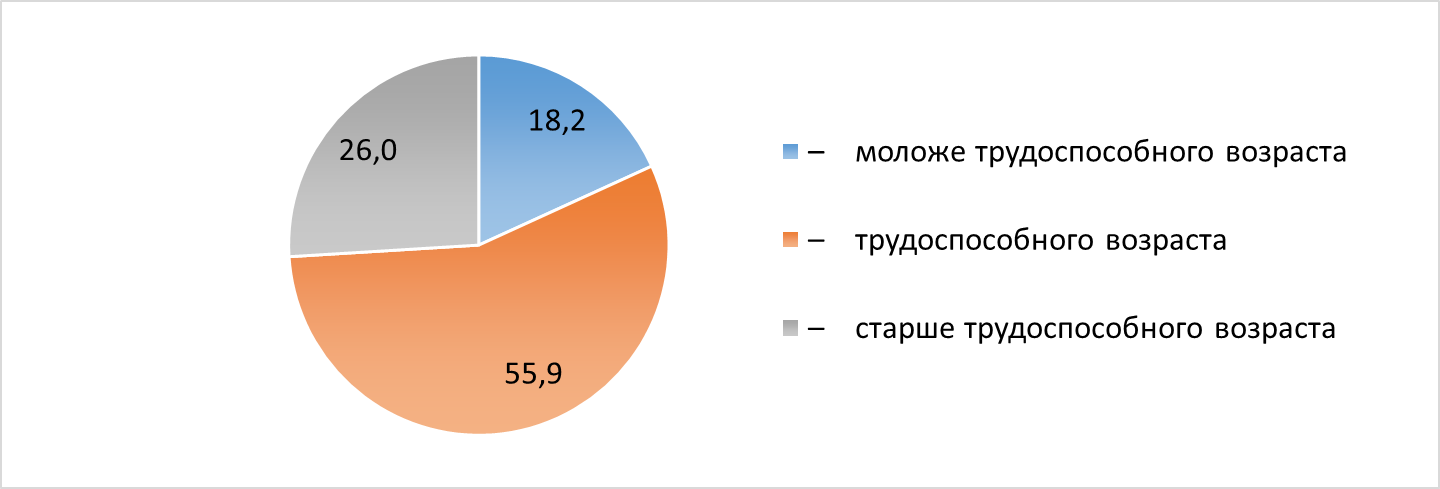 18,2
26,0
55,9
– моложе трудоспособного возраста
– трудоспособного возраста
– старше трудоспособного возраста